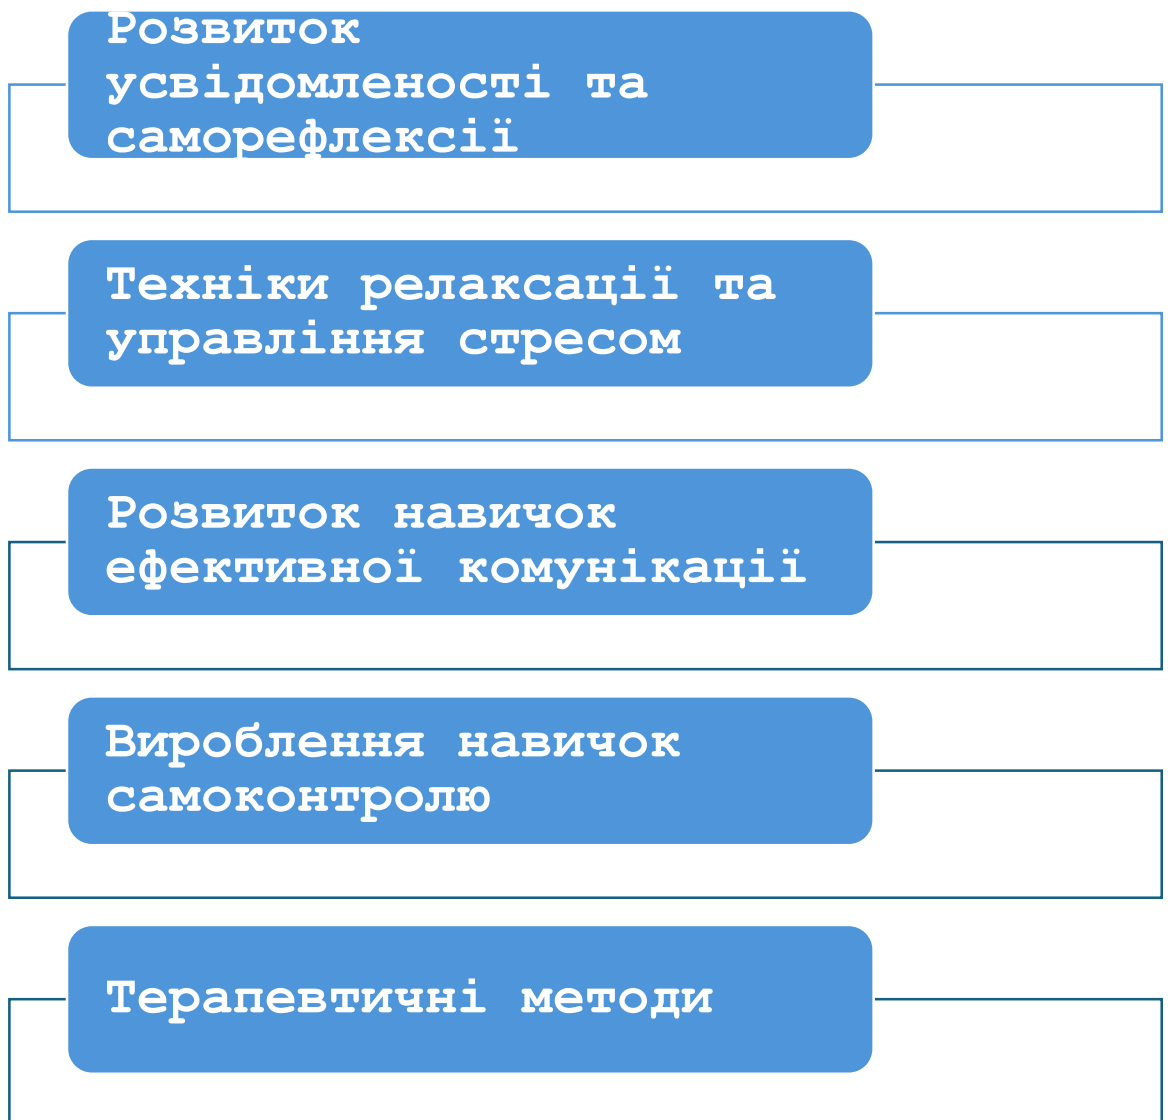 Розвиток
усвідомленості та
саморефлексії
Техніки релаксації та
управління стресом
Розвиток навичок
ефективної комунікації
Вироблення навичок
самоконтролю
Терапевтичні методи